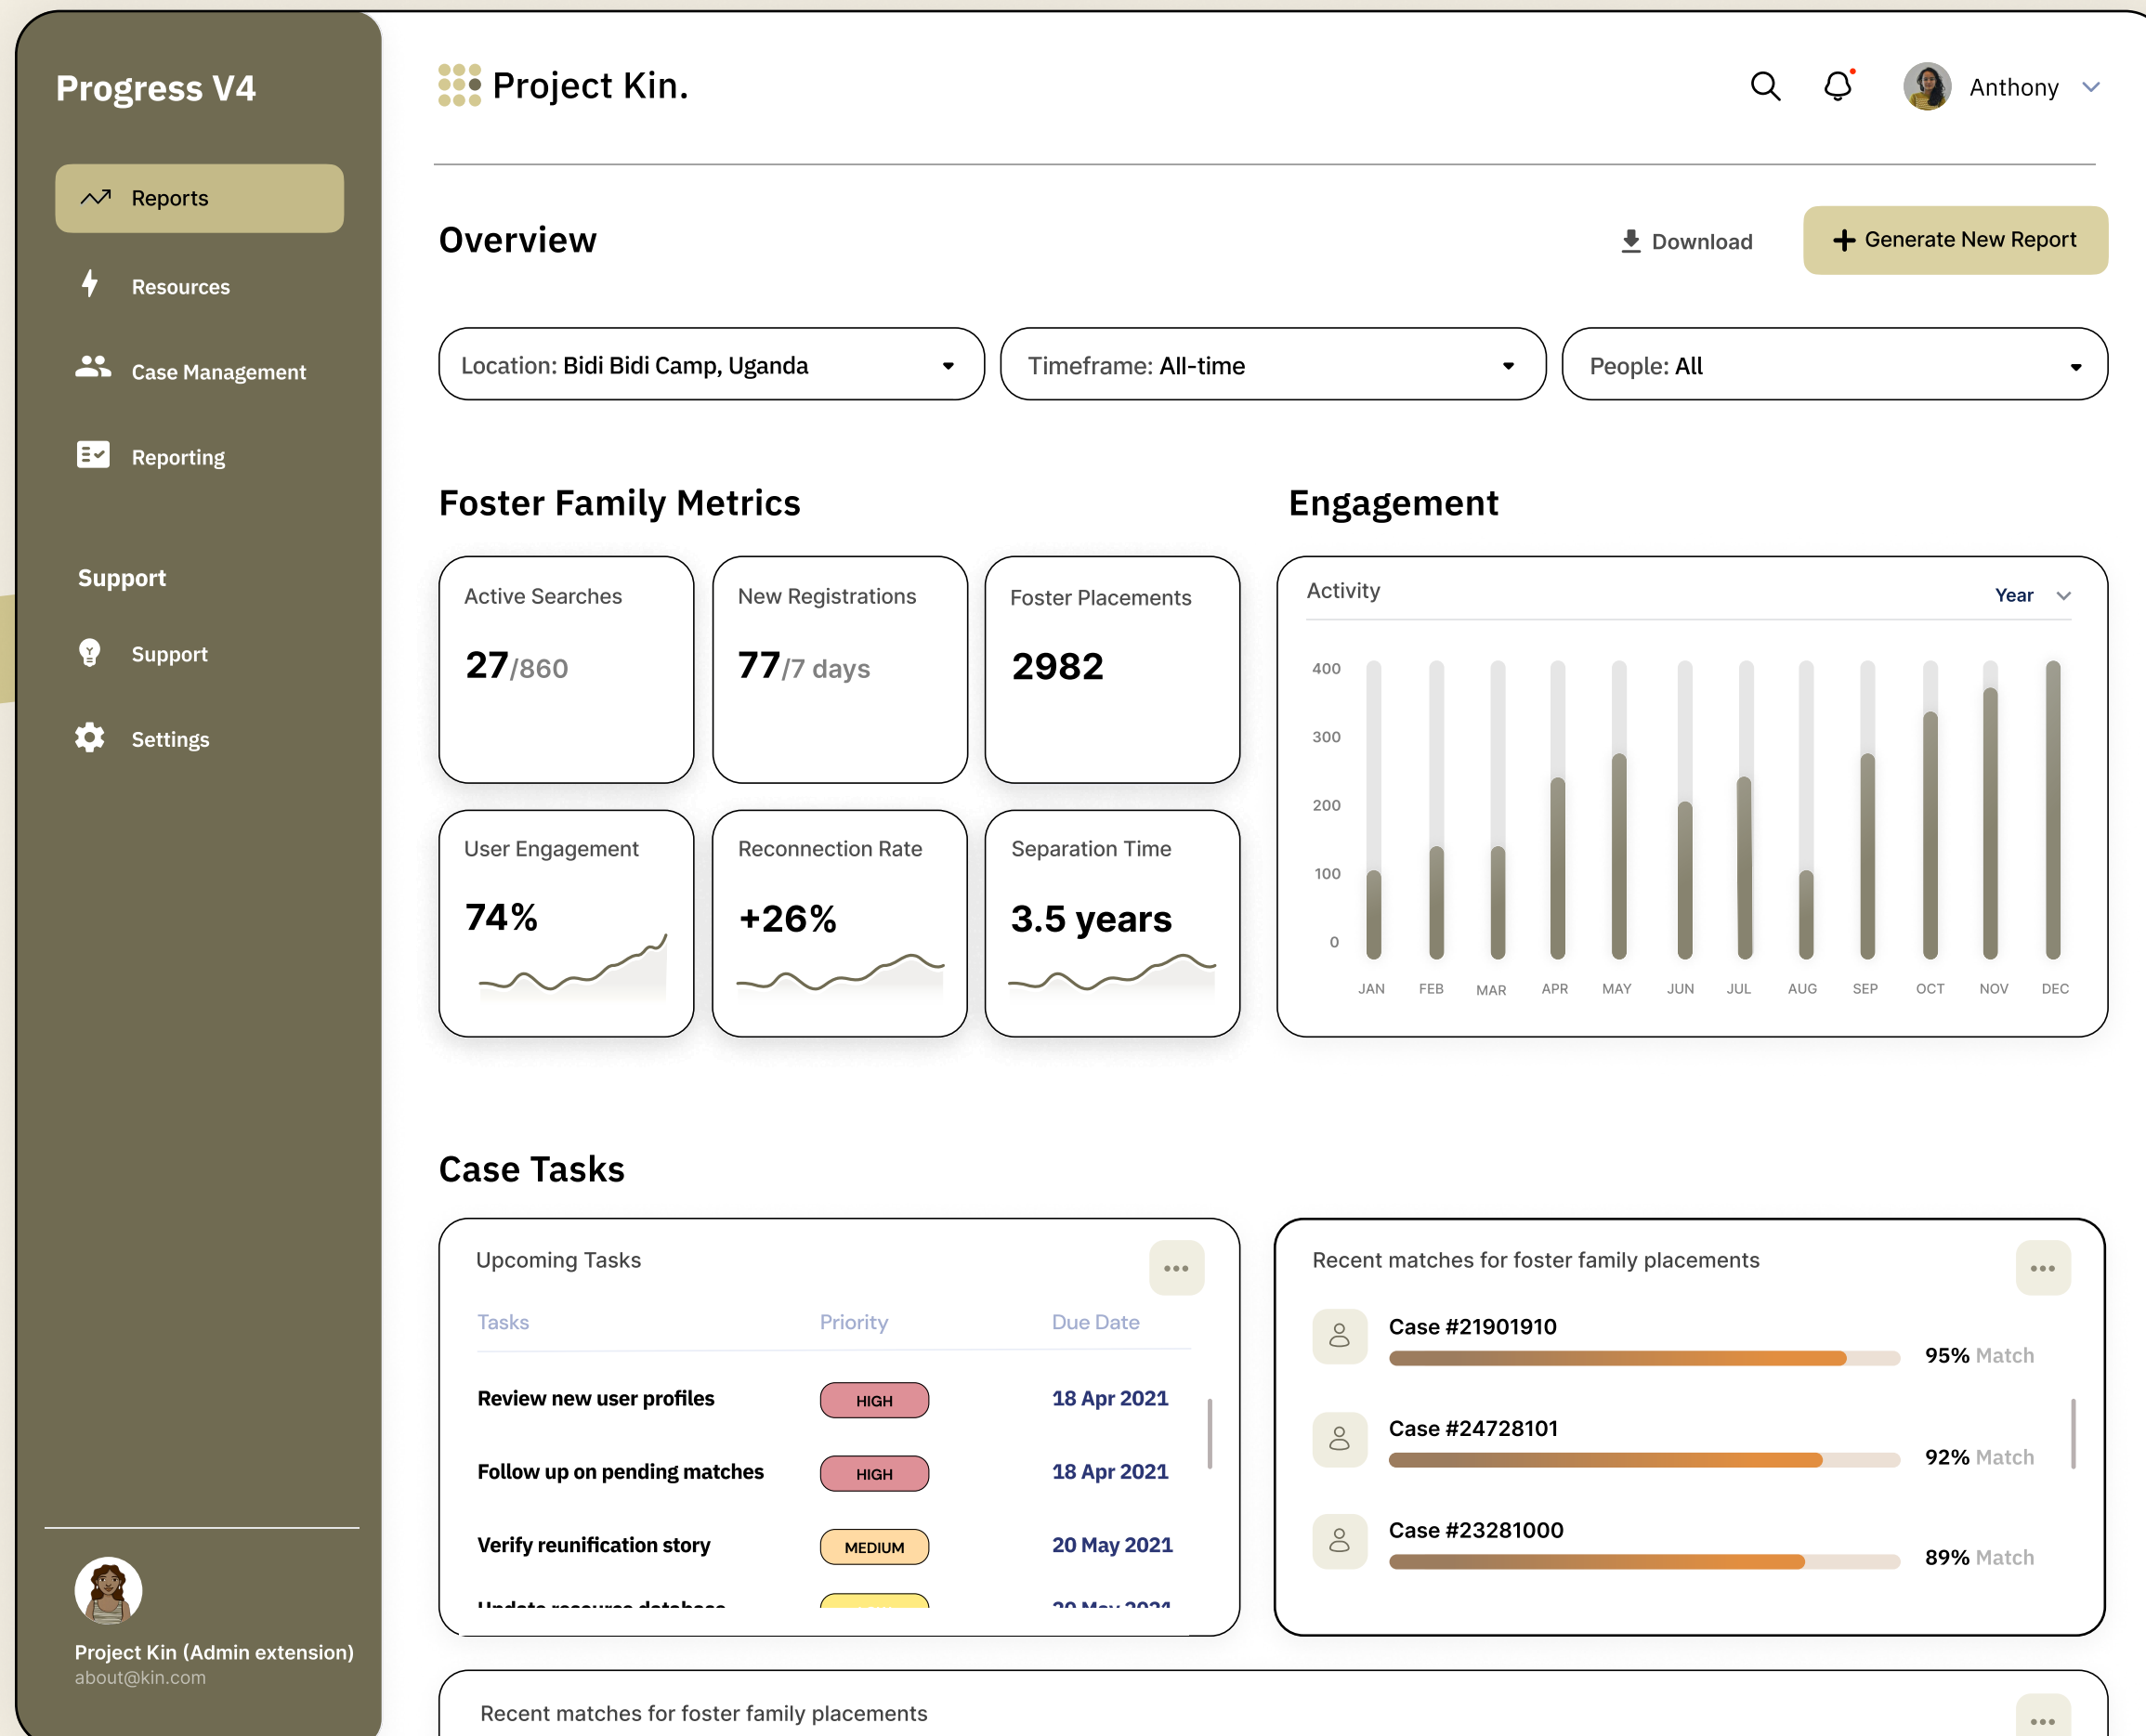 Progress V4
Reports
Resources
Case Management
Reporting
Support
Support
Settings
Project Kin (Admin extension)
about@kin.com
Project Kin.
Anthony
Overview
Download
Generate New Report
Location: Bidi Bidi Camp, Uganda
Timeframe: All-time
People: All
Foster Family Metrics
Active Searches
27/860
New Registrations
77/7 days
Foster Placements
2982
User Engagement
74%
Reconnection Rate
+26%
Separation Time
3.5 years
Engagement
Activity
Year
400
300
200
100
0
JAN FEB MAR APR MAY JUN JUL AUG SEP OCT NOV DEC
Case Tasks
Upcoming Tasks
Tasks Priority Due Date
Review new user profiles HIGH 18 Apr 2021
Follow up on pending matches HIGH 18 Apr 2021
Verify reunification story MEDIUM 20 May 2021
Update resource database 20 May 2021
Recent matches for foster family placements
Case #21901910
95% Match
Case #24728101
92% Match
Case #23281000
89% Match
Recent matches for foster family placements